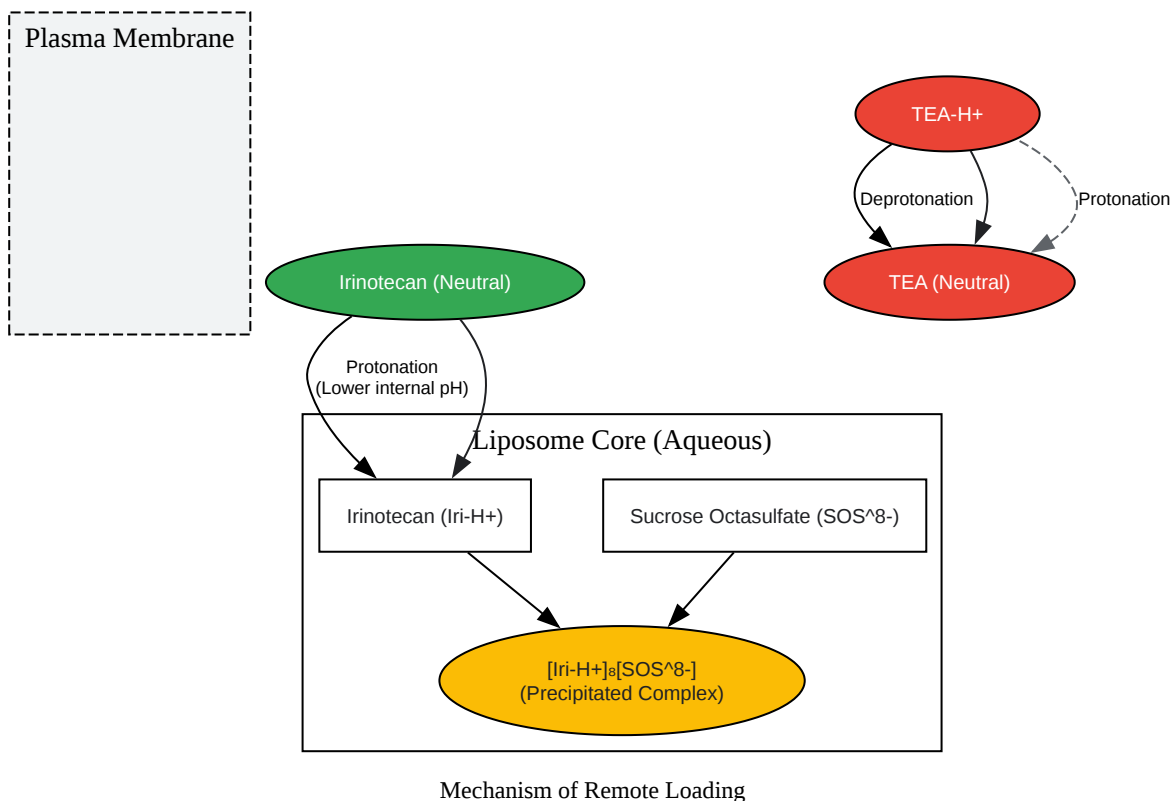 Plasma Membrane
TEA-H+
Deprotonation
Protonation
Irinotecan (Neutral)
TEA (Neutral)
Protonation
(Lower internal pH)
Liposome Core (Aqueous)
Irinotecan (Iri-H+)
Sucrose Octasulfate (SOS^8-)
[Iri-H+]₈[SOS^8-]
(Precipitated Complex)
Mechanism of Remote Loading